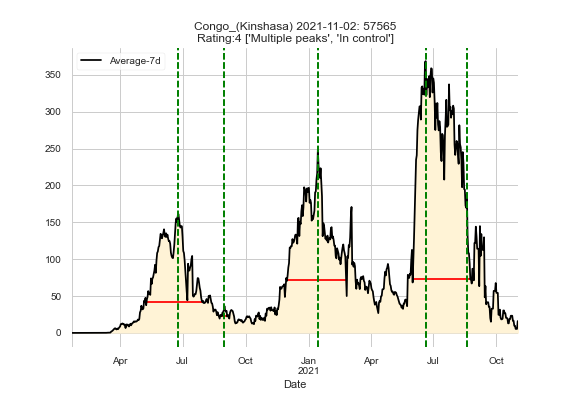 Congo_(Kinshasa) 2021-11-02: 57565
Rating:4 ['Multiple peaks', 'In control']
Average-7d
350
300
250
200
150
100
50
0
Apr Jul Oct Jan Apr Jul Oct
2021
Date